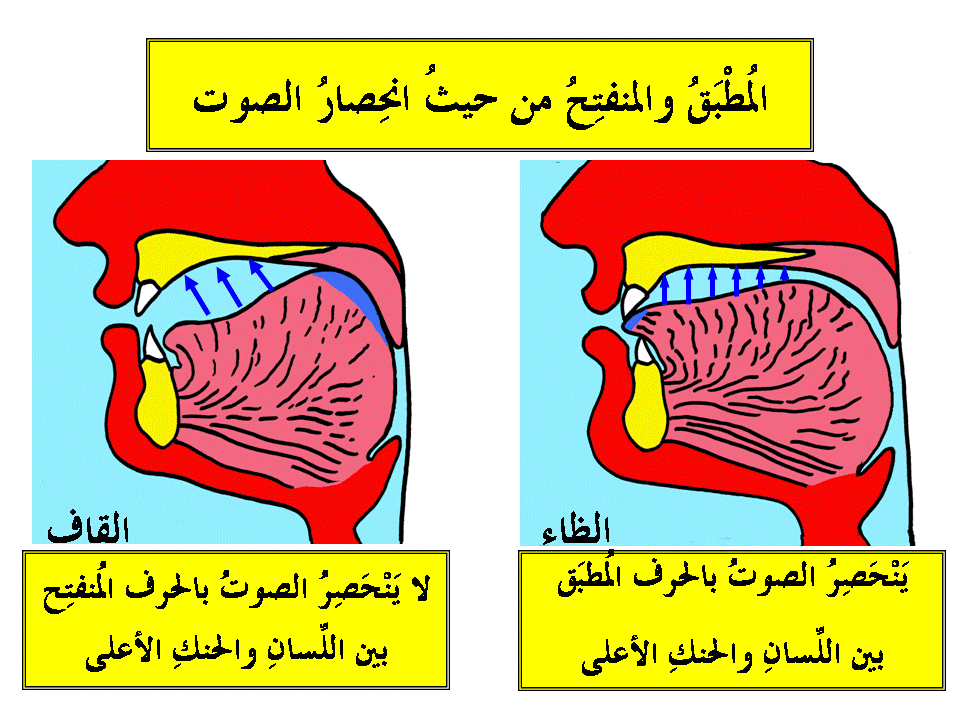 المُطْبَقُ والمنفتِحُ من حيثُ انحِصارُ الصوت
الظاء
يَنْحَصِرُ الصوتُ بالحرف المُطبَق
بين اللِّسانِ والحنكِ الأعلى
القاف
لا يَنْحَصِرُ الصوتُ بالحرف المُنفتِح
بين اللِّسانِ والحنكِ الأعلى